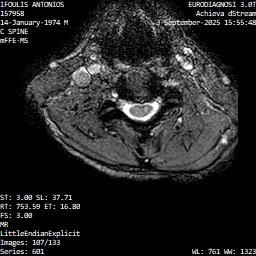 IFOULIS ANTONIOS
157958
14-January-1974 M
C SPINE
mFFE-MS
EURODIAGNOSI 3.0T
Achieva dStream
3 September-2025 15:55:48
ST: 3.00 SL: 37.71
RT: 753.59 ET: 16.80
FS: 3.00
MR
LittleEndianExplicit
Images: 107/133
Series: 601
WL: 761 WW: 1323